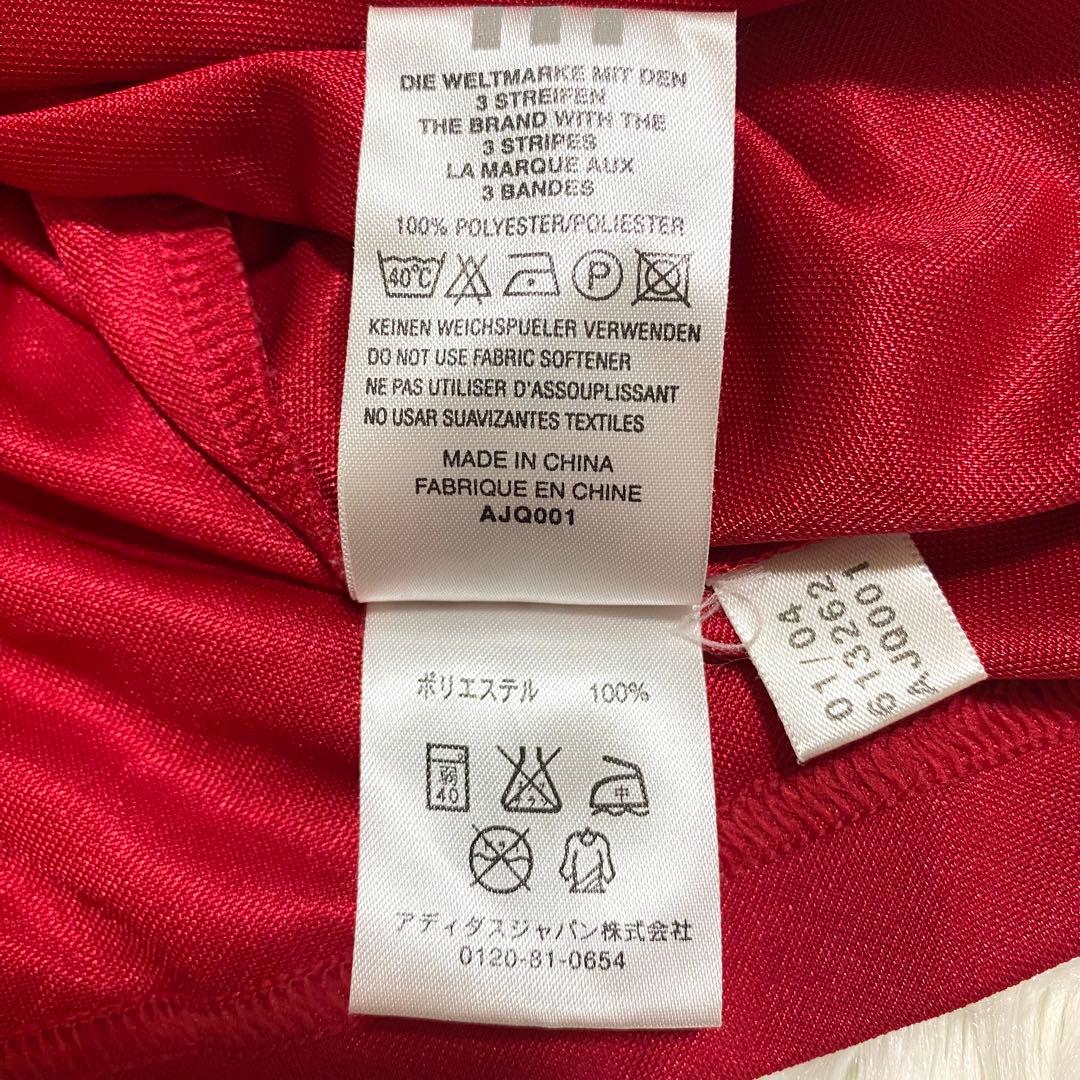 DIE WELTMARKE MIT DEN
3 STREIFEN
THE BRAND WITH THE
3 STRIPES
LA MARQUE AUX
3 BANDES
100% POLYESTER/POLIESTER
40°C P
KEINEN WEICHSPUELER VERWENDEN
DO NOT USE FABRIC SOFTENER
NE PAS UTILISER D'ASSOUPLISSANT
NO USAR SUAVIZANTES TEXTILES
MADE IN CHINA
FABRIQUE EN CHINE
AJQ001
01/04
613262
AJQ001
ポリエステル 100%
弱
40 中
アディダスジャパン株式会社
0120-81-0654